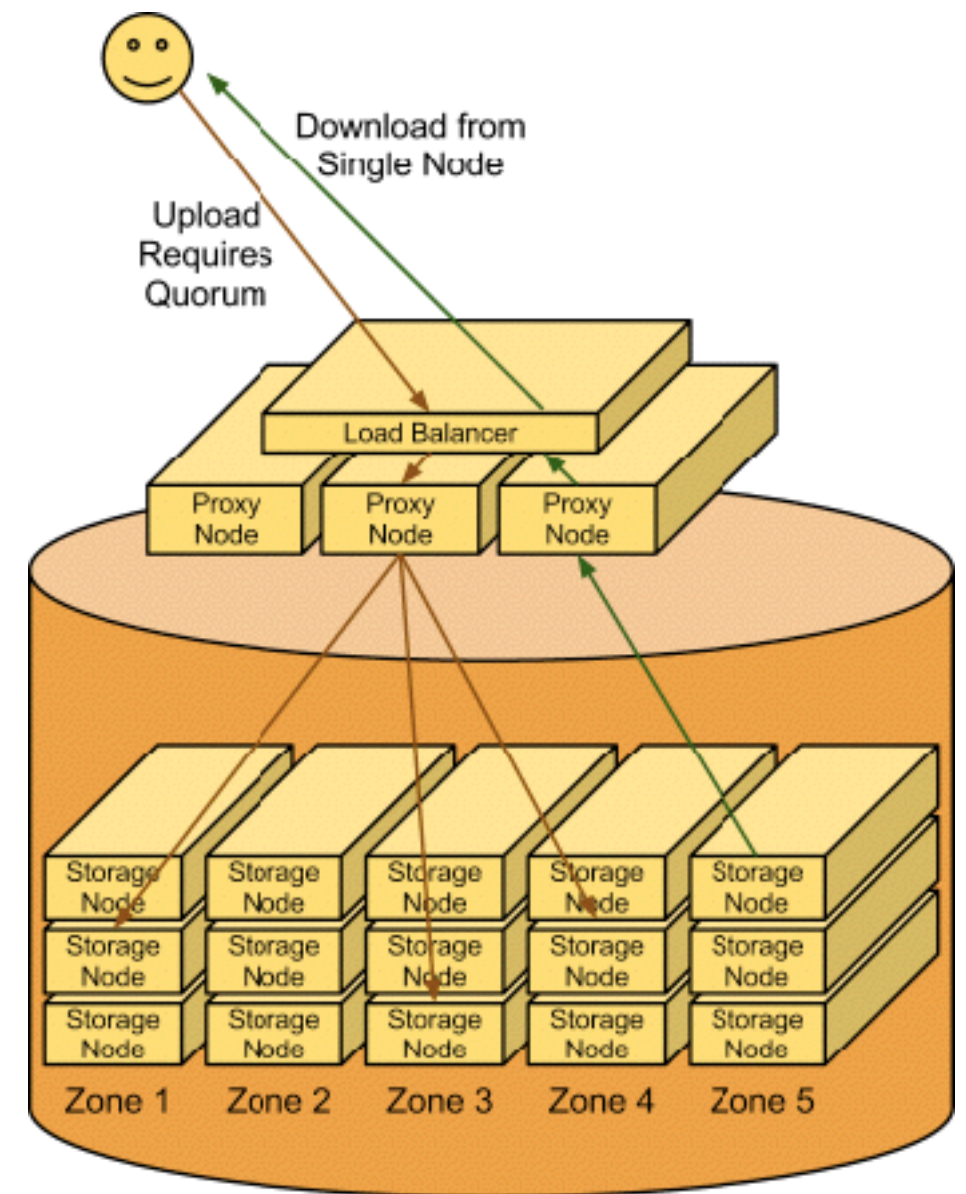 Download from
Single Node
Upload
Requires
Quorum
Load Balancer
Proxy
Node
Proxy
Node
Proxy
Node
Storage
Node
Storage
Node
Storage
Node
Storage
Node
Storage
Node
Storage
Node
Storage
Node
Storage
Node
Storage
Node
Storage
Node
Storage
Node
Storage
Node
Storage
Node
Storage
Node
Storage
Node
Zone 1
Zone 2
Zone 3
Zone 4
Zone 5